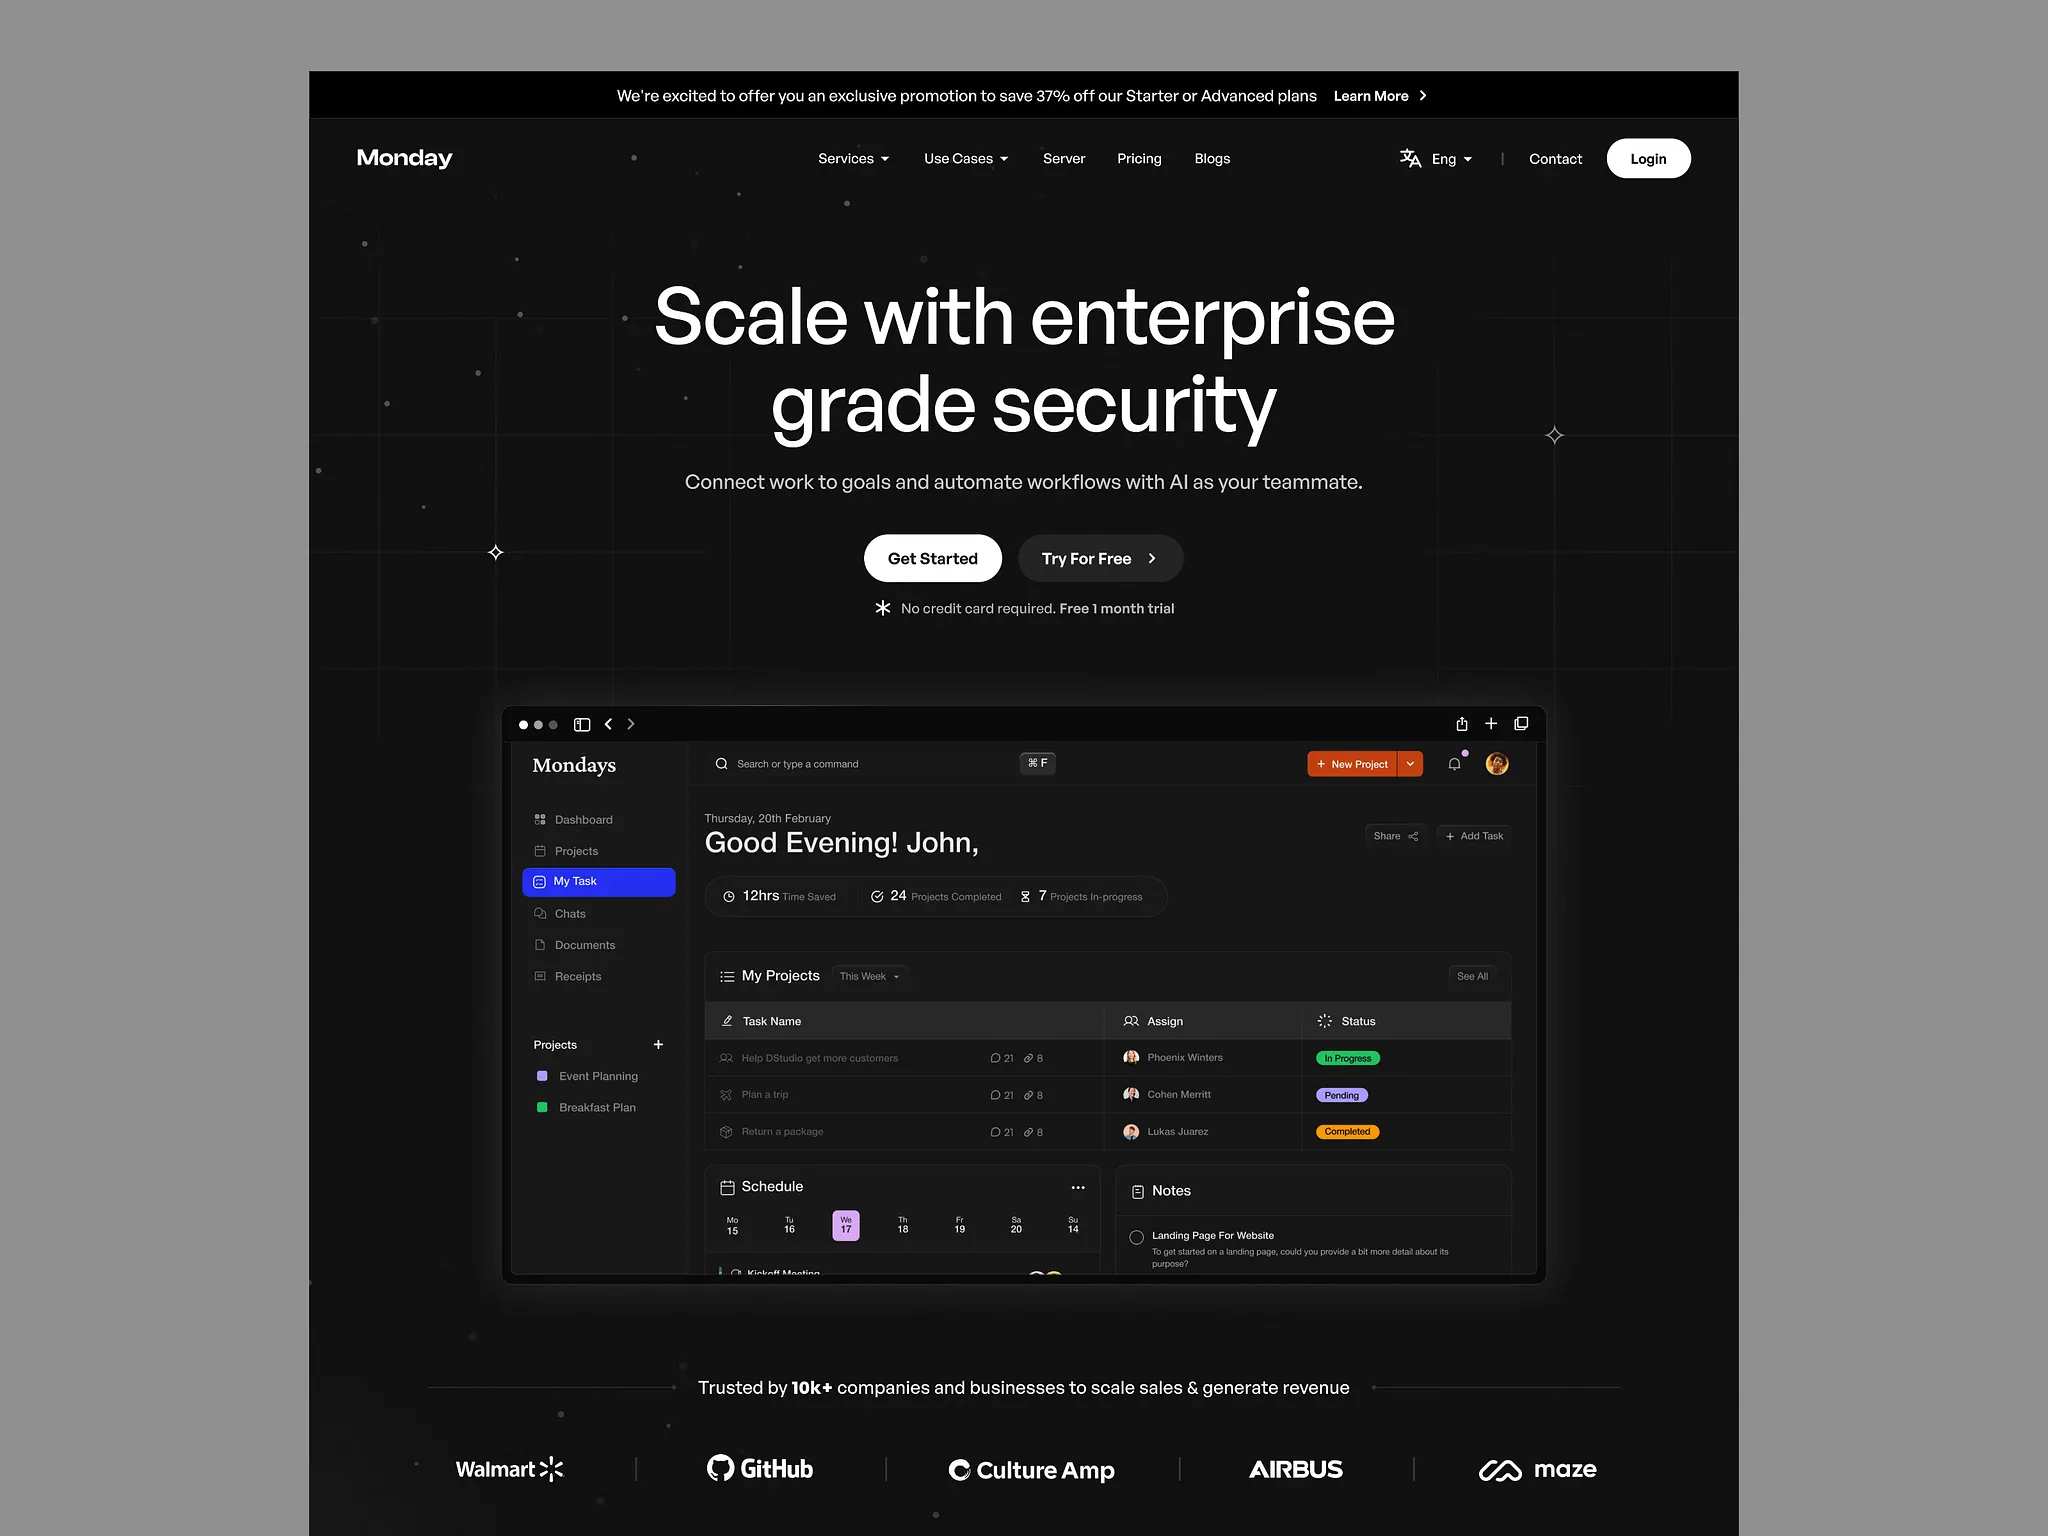 We're excited to offer you an exclusive promotion to save 37% off our Starter or Advanced plans Learn More
Monday
Services
Use Cases
Server
Pricing
Blogs
Eng
Contact
Login
Scale with enterprise
grade security
Connect work to goals and automate workflows with AI as your teammate.
Get Started
Try For Free
No credit card required. Free 1 month trial
Mondays
Search or type a command
⌘ F
+ New Project
Dashboard
Projects
My Task
Chats
Documents
Receipts
Projects +
Event Planning
Breakfast Plan
Thursday, 20th February
Good Evening! John,
Share
+ Add Task
12hrs Time Saved
24 Projects Completed
7 Projects In-progress
My Projects
This Week
See All
Task Name
Assign
Status
Help DStudio get more customers 21 8 Phoenix Winters In Progress
Plan a trip 21 8 Cohen Merritt Pending
Return a package 21 8 Lukas Juarez Completed
Schedule
Mo Tu We Th Fr Sa Su
15 16 17 18 19 20 14
Kickoff Meeting
Notes
Landing Page For Website
To get started on a landing page, could you provide a bit more detail about its
purpose?
Trusted by 10k+ companies and businesses to scale sales & generate revenue
Walmart
GitHub
Culture Amp
AIRBUS
maze